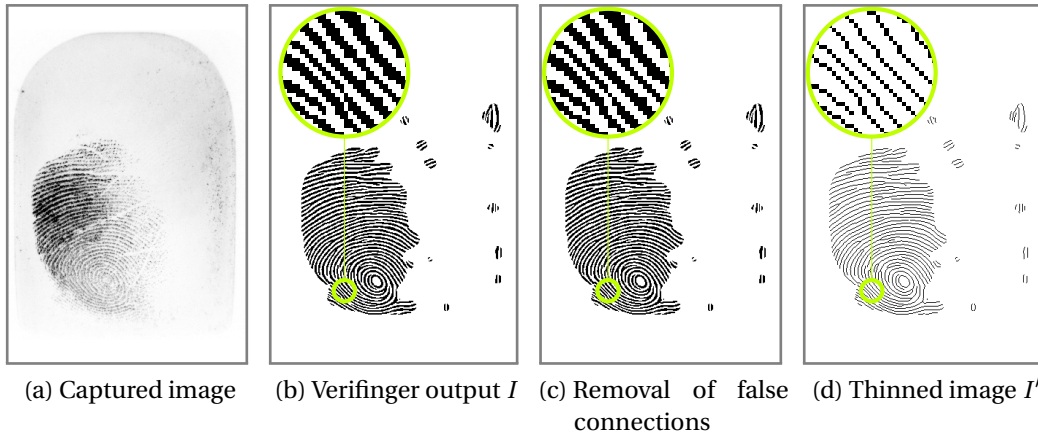 (a) Captured image
(b) Verifinger output I
(c) Removal of false
connections
(d) Thinned image I′